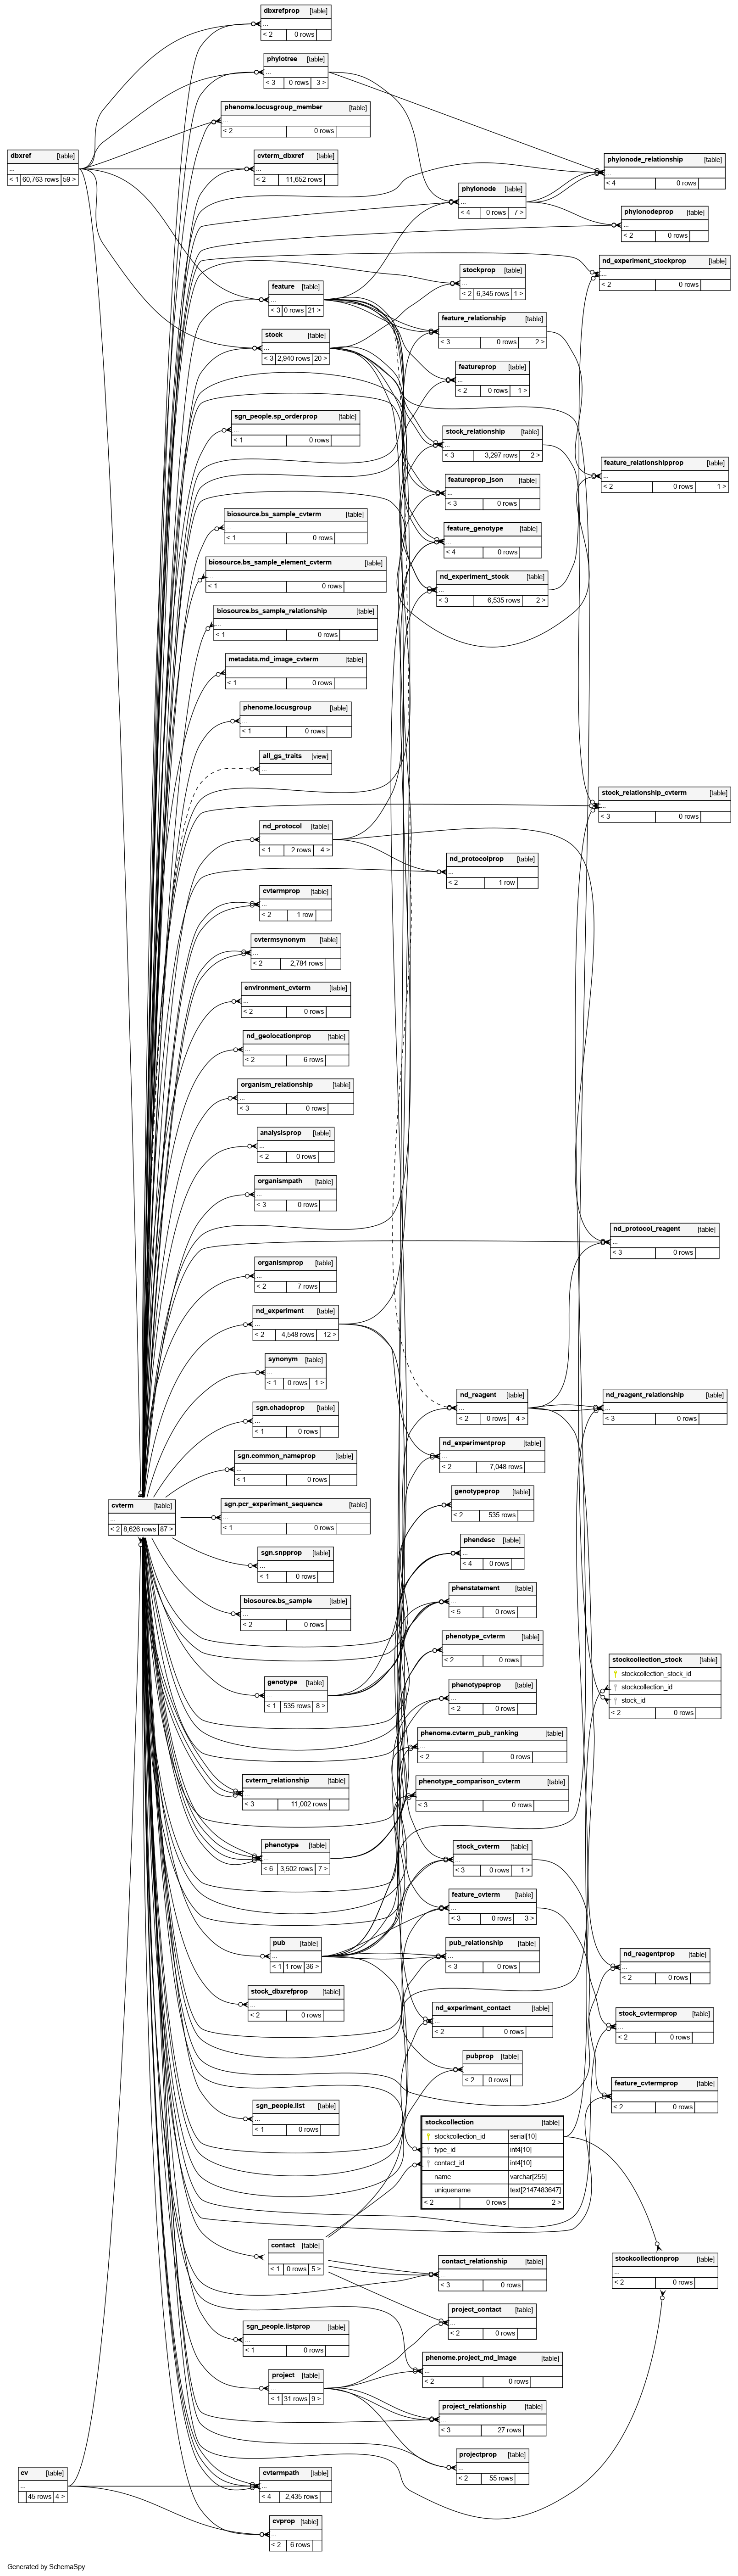 dbxrefprop [table]
...
< 2 0 rows
phylotree [table]
...
< 3 0 rows 3 >
phenome.locusgroup_member [table]
...
< 2 0 rows
dbxref [table]
...
< 1 60,763 rows 59 >
cvterm_dbxref [table]
...
< 2 11,652 rows
phylonode_relationship [table]
...
< 4 0 rows
phylonode [table]
...
< 4 0 rows 7 >
phylonodeprop [table]
...
< 2 0 rows
nd_experiment_stockprop [table]
...
< 2 0 rows
stockprop [table]
...
< 2 6,345 rows 1 >
feature [table]
...
< 3 0 rows 21 >
feature_relationship [table]
...
< 3 0 rows 2 >
stock [table]
...
< 3 2,940 rows 20 >
featureprop [table]
...
< 2 0 rows 1 >
sgn_people.sp_orderprop [table]
...
< 1 0 rows
stock_relationship [table]
...
< 3 3,297 rows 2 >
feature_relationshipprop [table]
...
< 2 0 rows 1 >
featureprop_json [table]
...
< 3 0 rows
biosource.bs_sample_cvterm [table]
...
< 1 0 rows
feature_genotype [table]
...
< 4 0 rows
biosource.bs_sample_element_cvterm [table]
...
< 1 0 rows
nd_experiment_stock [table]
...
< 3 6,535 rows 2 >
biosource.bs_sample_relationship [table]
...
< 1 0 rows
metadata.md_image_cvterm [table]
...
< 1 0 rows
phenome.locusgroup [table]
...
< 1 0 rows
all_gs_traits [view]
...
stock_relationship_cvterm [table]
...
< 3 0 rows
nd_protocol [table]
...
< 1 2 rows 4 >
nd_protocolprop [table]
...
< 2 1 row
cvtermprop [table]
...
< 2 1 row
cvtermsynonym [table]
...
< 2 2,784 rows
environment_cvterm [table]
...
< 2 0 rows
nd_geolocationprop [table]
...
< 2 6 rows
organism_relationship [table]
...
< 3 0 rows
analysisprop [table]
...
< 2 0 rows
organismpath [table]
...
< 3 0 rows
nd_protocol_reagent [table]
...
< 3 0 rows
organismprop [table]
...
< 2 7 rows
nd_experiment [table]
...
< 2 4,548 rows 12 >
synonym [table]
...
< 1 0 rows 1 >
nd_reagent [table]
...
< 2 0 rows 4 >
nd_reagent_relationship [table]
...
< 3 0 rows
sgn.chadoprop [table]
...
< 1 0 rows
nd_experimentprop [table]
...
< 2 7,048 rows
sgn.common_nameprop [table]
...
< 1 0 rows
genotypeprop [table]
...
< 2 535 rows
cvterm [table]
...
< 2 8,626 rows 87 >
sgn.pcr_experiment_sequence [table]
...
< 1 0 rows
phendesc [table]
...
< 4 0 rows
sgn.snpprop [table]
...
< 1 0 rows
phenstatement [table]
...
< 5 0 rows
biosource.bs_sample [table]
...
< 2 0 rows
phenotype_cvterm [table]
...
< 2 0 rows
stockcollection_stock [table]
stockcollection_stock_id
stockcollection_id
stock_id
< 2 0 rows
genotype [table]
...
< 1 535 rows 8 >
phenotypeprop [table]
...
< 2 0 rows
phenome.cvterm_pub_ranking [table]
...
< 2 0 rows
cvterm_relationship [table]
...
< 3 11,002 rows
phenotype_comparison_cvterm [table]
...
< 3 0 rows
phenotype [table]
...
< 6 3,502 rows 7 >
stock_cvterm [table]
...
< 3 0 rows 1 >
feature_cvterm [table]
...
< 3 0 rows 3 >
pub [table]
...
< 1 1 row 36 >
pub_relationship [table]
...
< 3 0 rows
nd_reagentprop [table]
...
< 2 0 rows
stock_dbxrefprop [table]
...
< 2 0 rows
nd_experiment_contact [table]
...
< 2 0 rows
stock_cvtermprop [table]
...
< 2 0 rows
pubprop [table]
...
< 2 0 rows
feature_cvtermprop [table]
...
< 2 0 rows
sgn_people.list [table]
...
< 1 0 rows
stockcollection [table]
stockcollection_id serial[10]
type_id int4[10]
contact_id int4[10]
name varchar[255]
uniquename text[2147483647]
< 2 0 rows 2 >
contact [table]
...
< 1 0 rows 5 >
contact_relationship [table]
...
< 3 0 rows
stockcollectionprop [table]
...
< 2 0 rows
project_contact [table]
...
< 2 0 rows
sgn_people.listprop [table]
...
< 1 0 rows
phenome.project_md_image [table]
...
< 2 0 rows
project [table]
...
< 1 31 rows 9 >
project_relationship [table]
...
< 3 27 rows
projectprop [table]
...
< 2 55 rows
cv [table]
...
45 rows 4 >
cvtermpath [table]
...
< 4 2,435 rows
cvprop [table]
...
< 2 6 rows
Generated by SchemaSpy